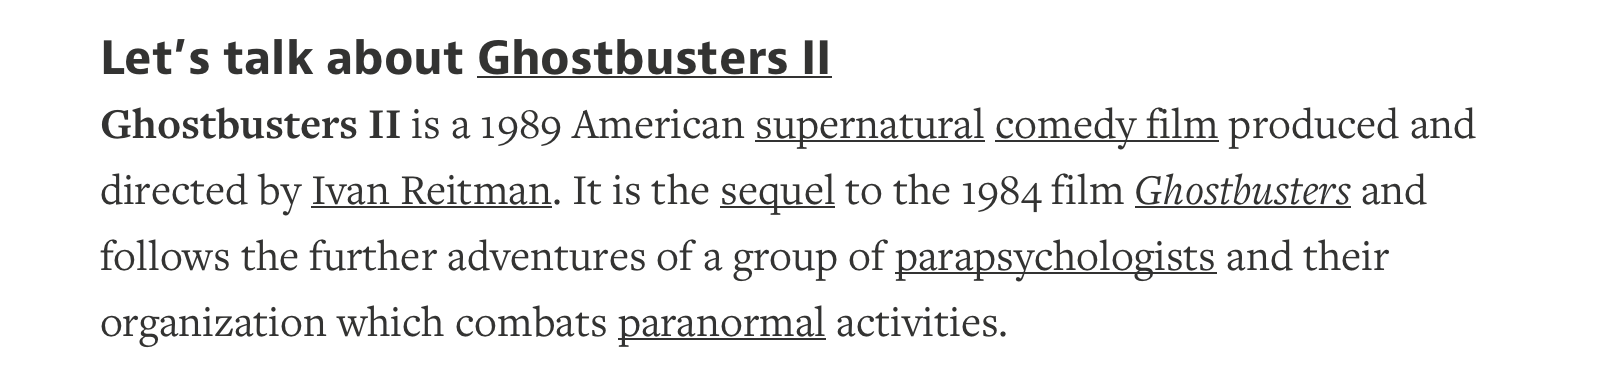 Let’s talk about Ghostbusters II
Ghostbusters II is a 1989 American supernatural comedy film produced and
directed by Ivan Reitman. It is the sequel to the 1984 film Ghostbusters and
follows the further adventures of a group of parapsychologists and their
organization which combats paranormal activities.